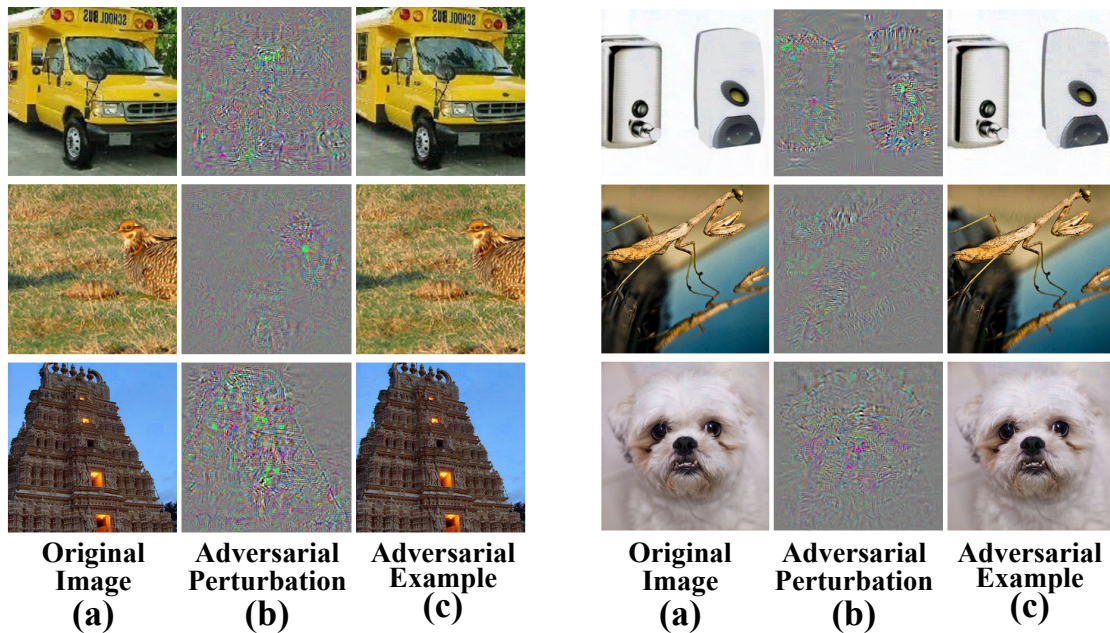 SCHOOL BUS
SCHOOL BUS
Original Image
Adversarial Perturbation
Adversarial Example
Original Image
Adversarial Perturbation
Adversarial Example
(a)
(b)
(c)
(a)
(b)
(c)